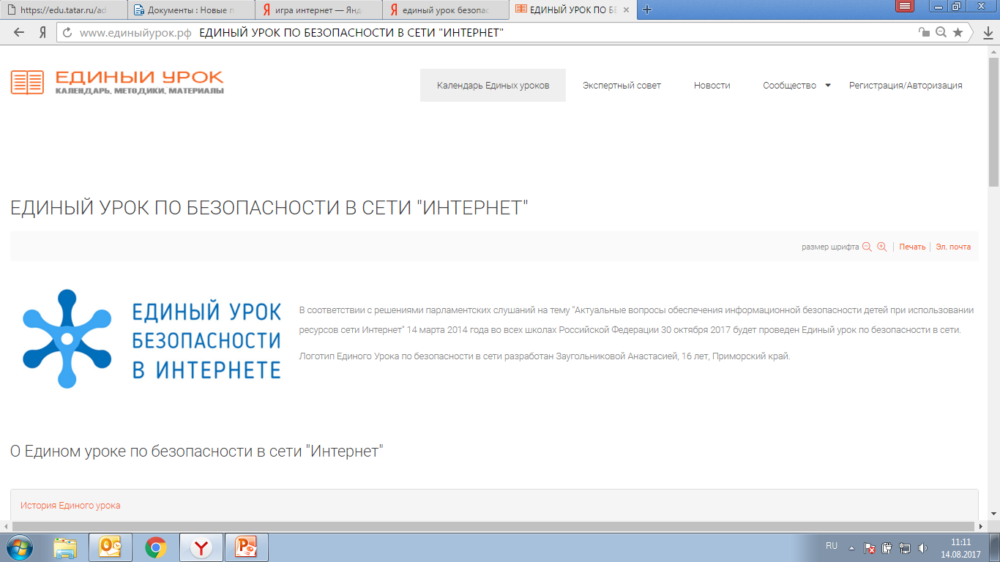 https://edu.tatar.ru/ad
Документы : Новые п
игра интернет — Янд
единый урок безопас
ЕДИНЫЙ УРОК ПО БЕ
www.единыйурок.рф ЕДИНЫЙ УРОК ПО БЕЗОПАСНОСТИ В СЕТИ "ИНТЕРНЕТ"
ЕДИНЫЙ УРОК
КАЛЕНДАРЬ, МЕТОДИКИ, МАТЕРИАЛЫ
Календарь Единых уроков
Экспертный совет
Новости
Сообщество
Регистрация/Авторизация
ЕДИНЫЙ УРОК ПО БЕЗОПАСНОСТИ В СЕТИ "ИНТЕРНЕТ"
размер шрифта
Печать
Эл. почта
ЕДИНЫЙ УРОК
БЕЗОПАСНОСТИ
В ИНТЕРНЕТЕ
В соответствии с решениями парламентских слушаний на тему "Актуальные вопросы обеспечения информационной безопасности детей при использовании
ресурсов сети Интернет" 14 марта 2014 года во всех школах Российской Федерации 30 октября 2017 будет проведен Единый урок по безопасности в сети.
Логотип Единого Урока по безопасности в сети разработан Заугольниковой Анастасией, 16 лет, Приморский край.
О Едином уроке по безопасности в сети "Интернет"
История Единого урока
RU
11:11
14.08.2017